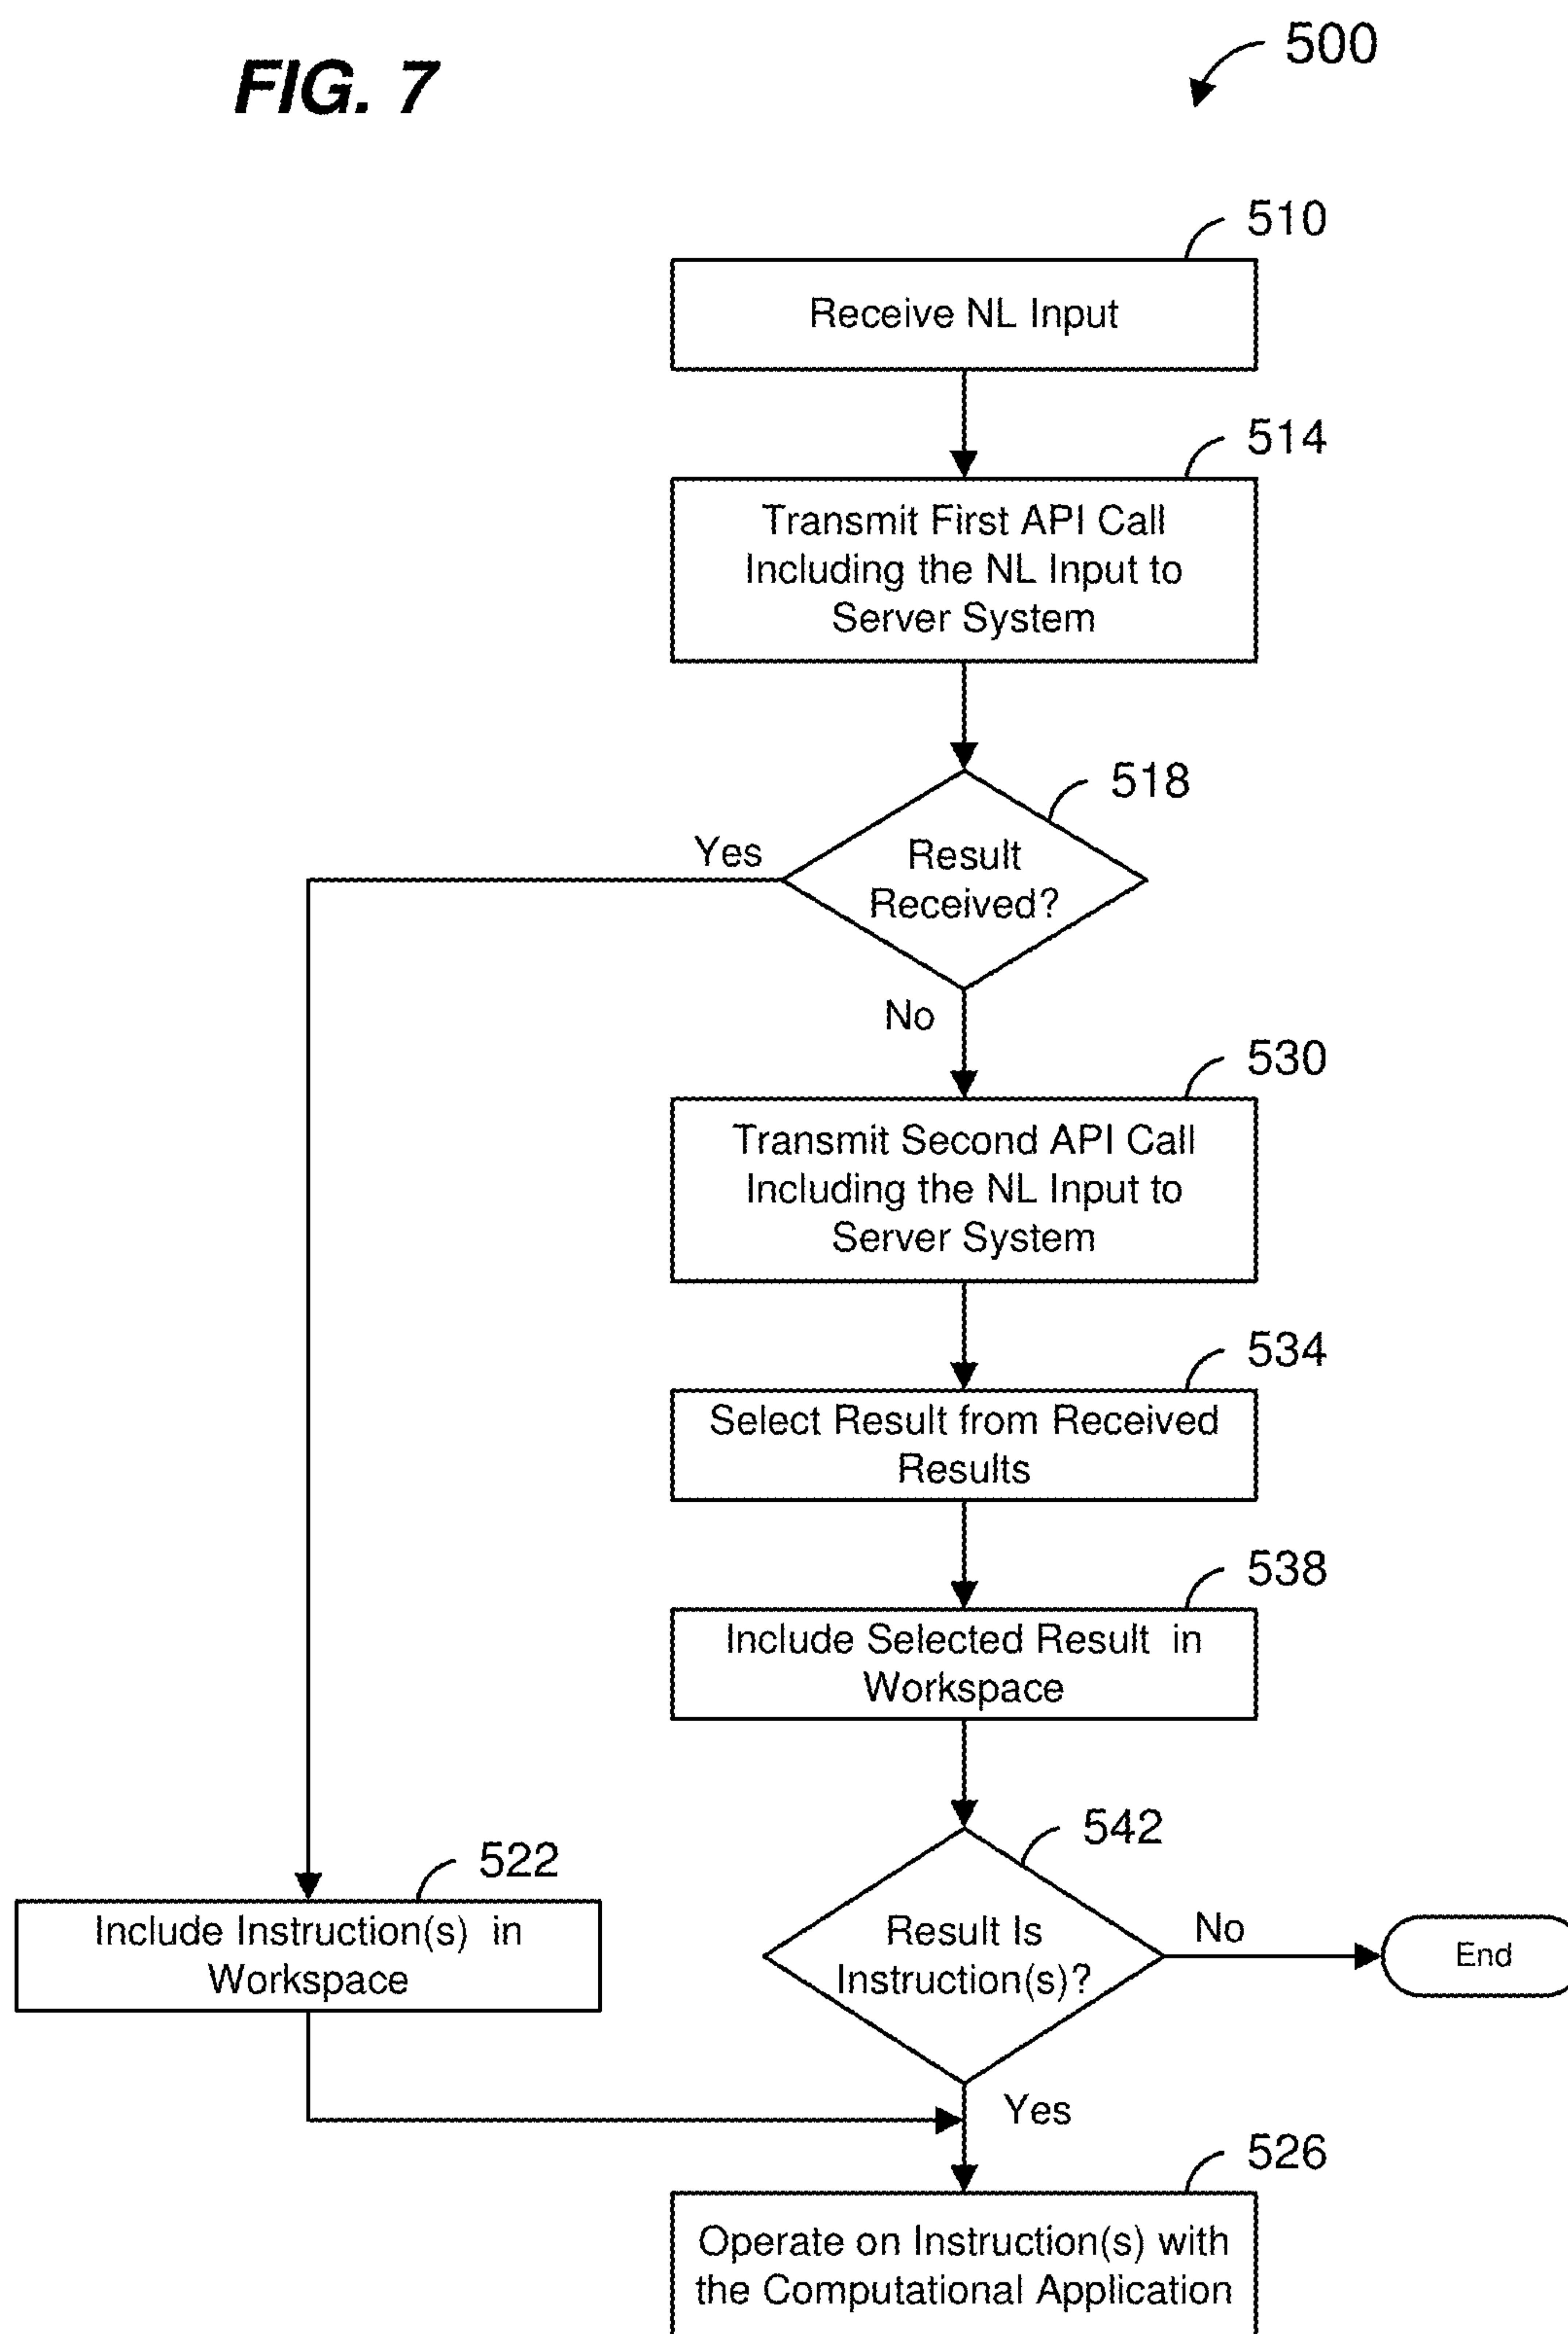 FIG. 7
500
510
Receive NL Input
514
Transmit First API Call
Including the NL Input to
Server System
518
Yes
Result
Received?
No
530
Transmit Second API Call
Including the NL Input to
Server System
534
Select Result from Received
Results
538
Include Selected Result in
Workspace
542
522
Include Instruction(s) in
Workspace
Result Is
Instruction(s)?
No
End
Yes
526
Operate on Instruction(s) with
the Computational Application